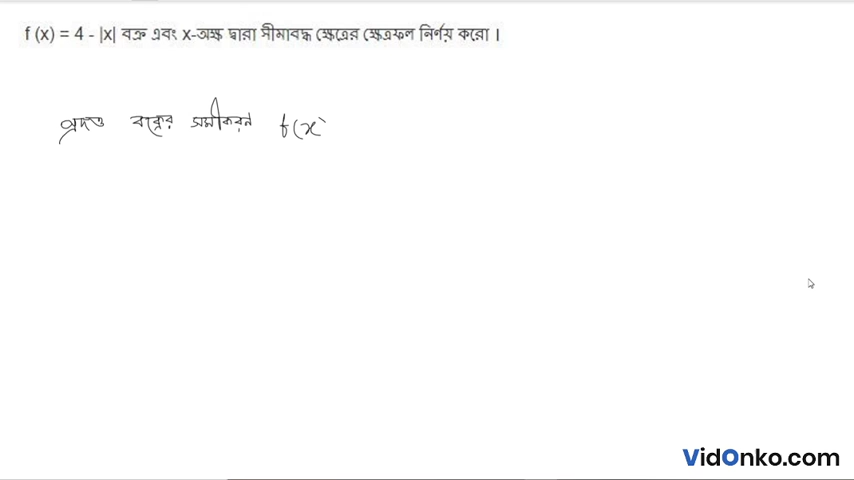 f (x) = 4 - |x| বক্র এবং x-অক্ষ দ্বারা সীমাবদ্ধ ক্ষেত্রের ক্ষেত্রফল নির্ণয় করো ।
প্রদত্ত বক্রের সমীকরণ f(x)
VidOnko.com